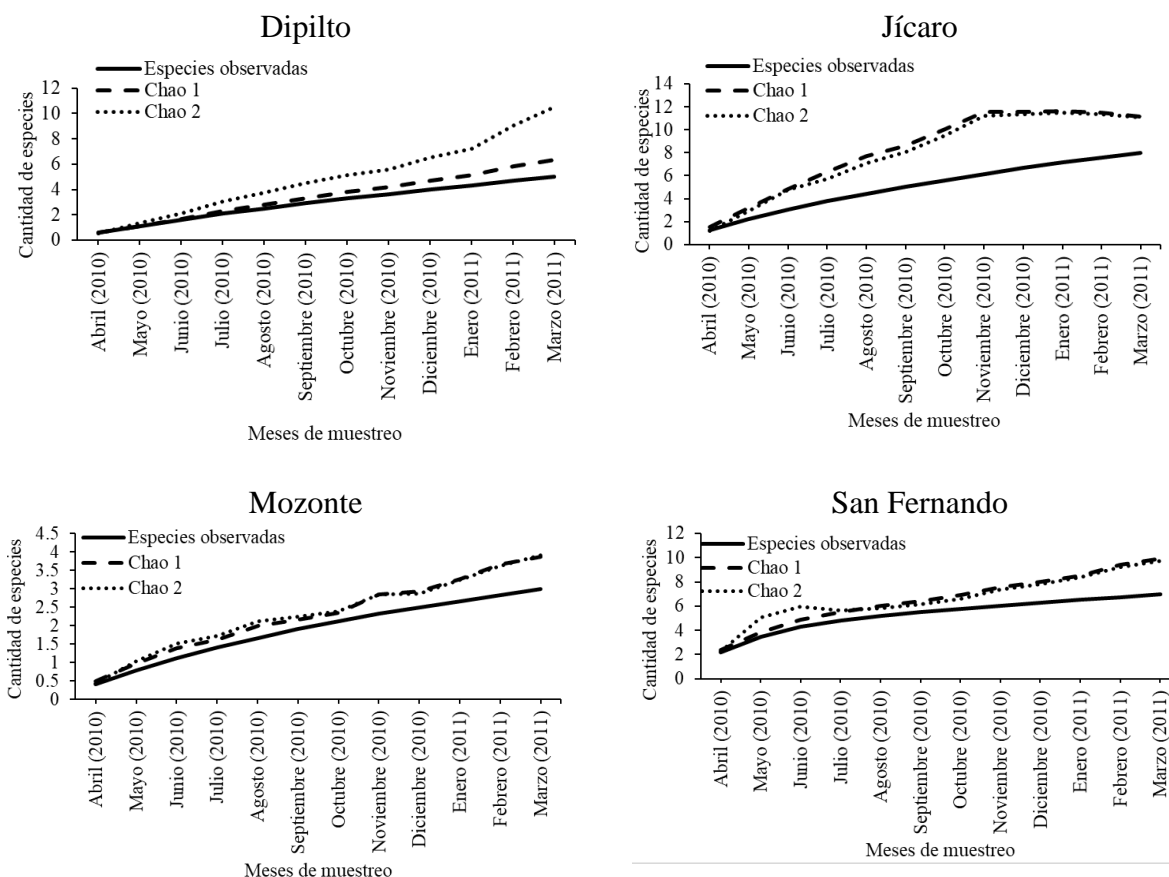 Dipilto
Especies observadas
Chao 1
Chao 2
Cantidad de especies
12
10
8
6
4
2
0
Abril (2010)
Mayo (2010)
Junio (2010)
Julio (2010)
Agosto (2010)
Septiembre (2010)
Octubre (2010)
Noviembre (2010)
Diciembre (2010)
Enero (2011)
Febrero (2011)
Marzo (2011)
Meses de muestreo
Jícaro
Especies observadas
Chao 1
Chao 2
Cantidad de especies
14
12
10
8
6
4
2
0
Abril (2010)
Mayo (2010)
Junio (2010)
Julio (2010)
Agosto (2010)
Septiembre (2010)
Octubre (2010)
Noviembre (2010)
Diciembre (2010)
Enero (2011)
Febrero (2011)
Marzo (2011)
Meses de muestreo
Mozonte
Especies observadas
Chao 1
Chao 2
Cantidad de especies
4.5
4
3.5
3
2.5
2
1.5
1
0.5
0
Abril (2010)
Mayo (2010)
Junio (2010)
Julio (2010)
Agosto (2010)
Septiembre (2010)
Octubre (2010)
Noviembre (2010)
Diciembre (2010)
Enero (2011)
Febrero (2011)
Marzo (2011)
Meses de muestreo
San Fernando
Especies observadas
Chao 1
Chao 2
Cantidad de especies
12
10
8
6
4
2
0
Abril (2010)
Mayo (2010)
Junio (2010)
Julio (2010)
Agosto (2010)
Septiembre (2010)
Octubre (2010)
Noviembre (2010)
Diciembre (2010)
Enero (2011)
Febrero (2011)
Marzo (2011)
Meses de muestreo